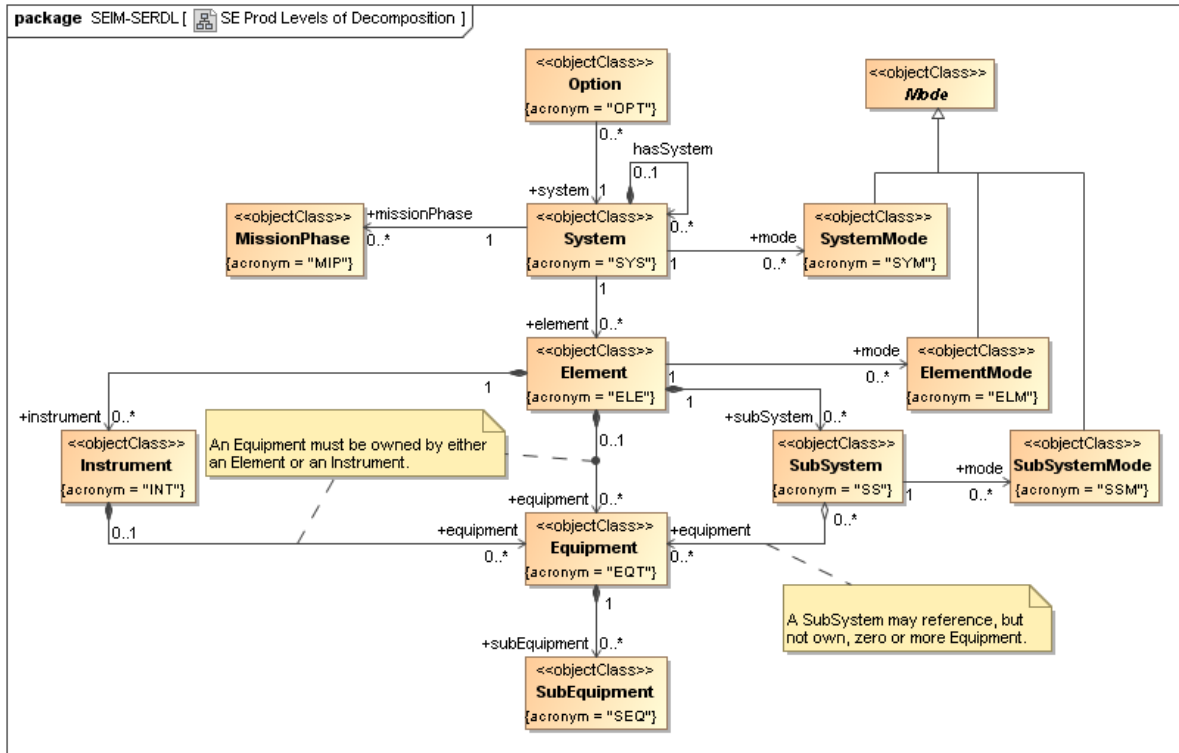 package SEIM-SERDL [ SE Prod Levels of Decomposition ]
<<objectClass>>
Option
{acronym = "OPT"}
0..*
<<objectClass>>
Mode
hasSystem
0..1
+system
1
0..*
<<objectClass>>
MissionPhase
{acronym = "MIP"}
+missionPhase
0..*
1
<<objectClass>>
System
{acronym = "SYS"}
1
+mode
1
0..*
<<objectClass>>
SystemMode
{acronym = "SYM"}
+element
0..*
<<objectClass>>
Element
{acronym = "ELE"}
1
+mode
1
0..*
<<objectClass>>
ElementMode
{acronym = "ELM"}
1
+instrument
0..*
+subSystem
0..*
An Equipment must be owned by either
an Element or an Instrument.
0..1
<<objectClass>>
Instrument
{acronym = "INT"}
<<objectClass>>
SubSystem
{acronym = "SS"}
+mode
1
0..*
<<objectClass>>
SubSystemMode
{acronym = "SSM"}
+equipment
0..*
0..1
+equipment
0..*
<<objectClass>>
Equipment
{acronym = "EQT"}
+equipment
0..*
0..*
1
A SubSystem may reference, but
not own, zero or more Equipment.
+subEquipment
0..*
<<objectClass>>
SubEquipment
{acronym = "SEQ"}